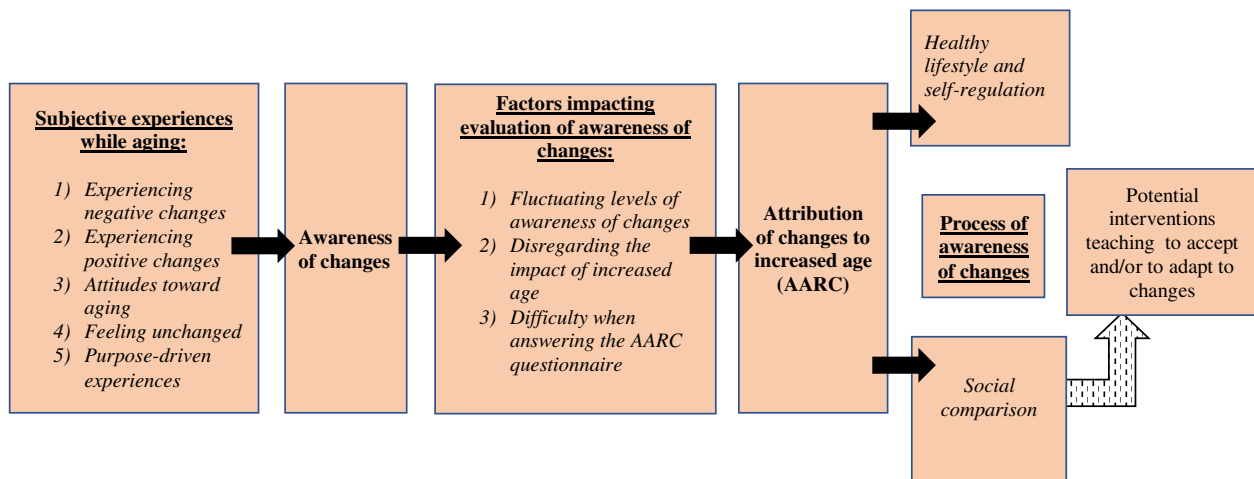 Subjective experiences
while aging:
1) Experiencing
negative changes
2) Experiencing
positive changes
3) Attitudes toward
aging
4) Feeling unchanged
5) Purpose-driven
experiences
Awareness
of changes
Factors impacting
evaluation of awareness of
changes:
1) Fluctuating levels of
awareness of changes
2) Disregarding the
impact of increased
age
3) Difficulty when
answering the AARC
questionnaire
Attribution
of changes to
increased age
(AARC)
Healthy
lifestyle and
self-regulation
Process of
awareness
of changes
Social
comparison
Potential
interventions
teaching to accept
and/or to adapt to
changes